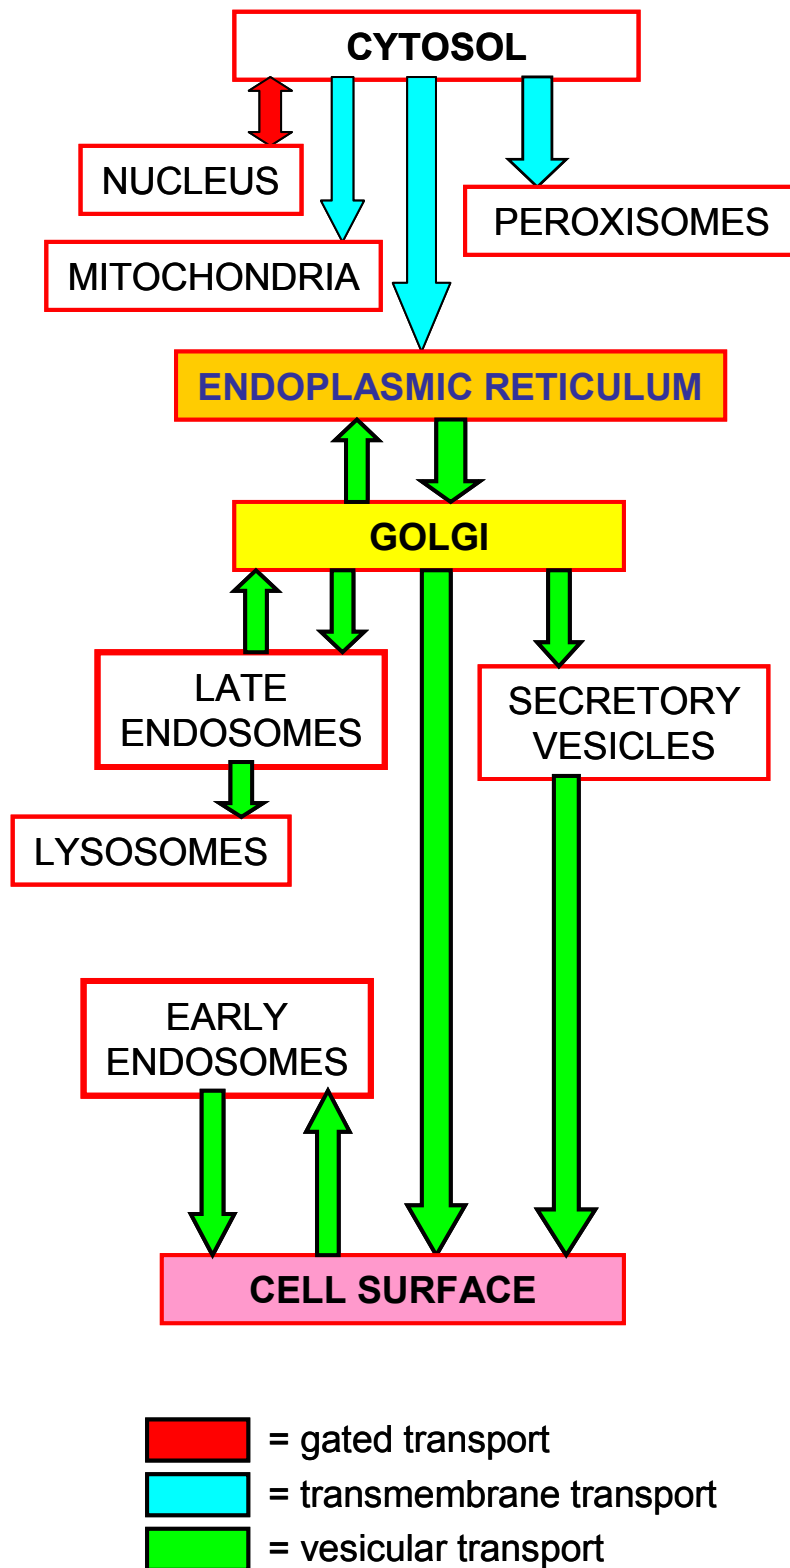 CYTOSOL
NUCLEUS
PEROXISOMES
MITOCHONDRIA
ENDOPLASMIC RETICULUM
GOLGI
LATE
ENDOSOMES
SECRETORY
VESICLES
LYSOSOMES
EARLY
ENDOSOMES
CELL SURFACE
= gated transport
= transmembrane transport
= vesicular transport